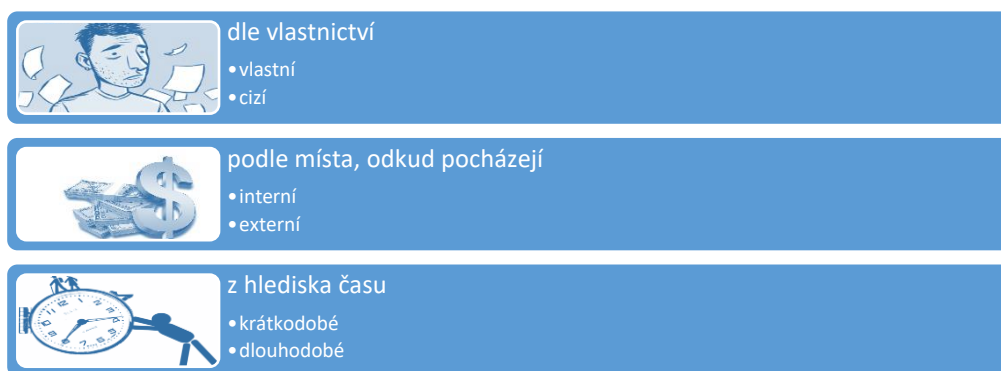 dle vlastnictví
•vlastní
•cizí
podle místa, odkud pocházejí
•interní
•externí
z hlediska času
•krátkodobé
•dlouhodobé